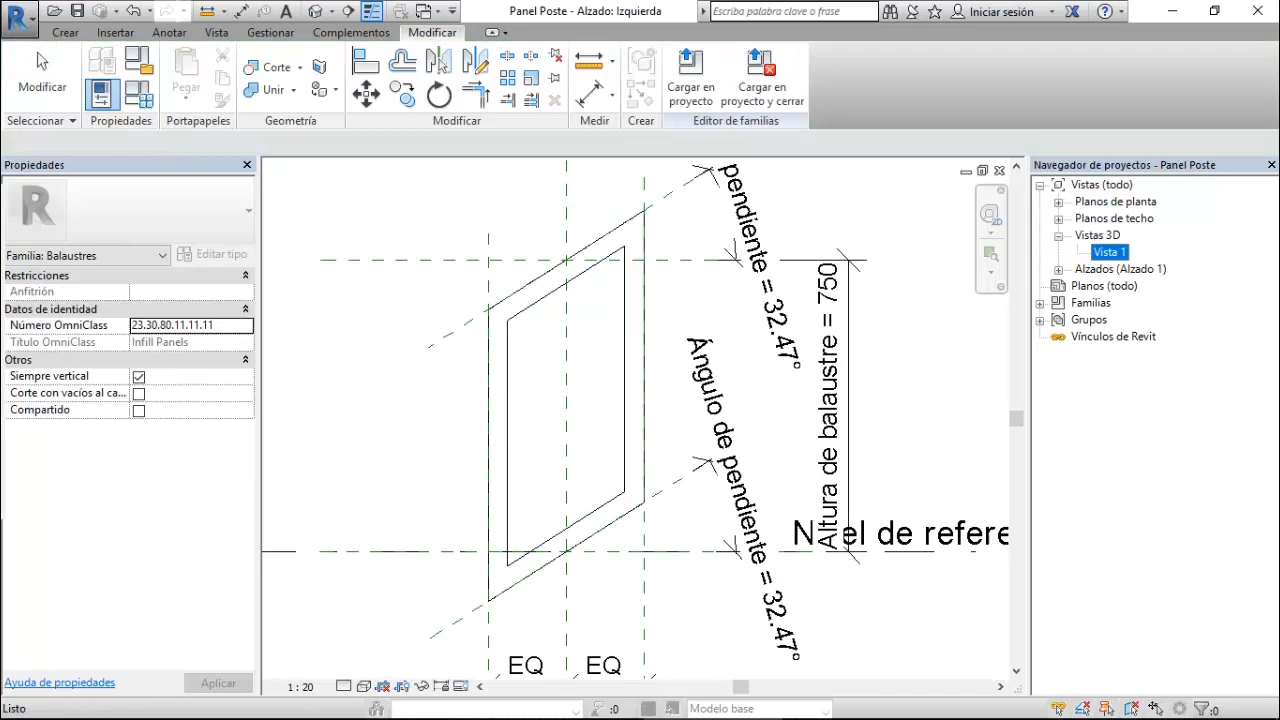 R
A
Panel Poste - Alzado: Izquierda
Escriba palabra clave o frase
Iniciar sesión
?
Crear
Insertar
Anotar
Vista
Gestionar
Complementos
Modificar
Modificar
Pegar
Corte
Unir
Cargar en
proyecto
Cargar en
proyecto y cerrar
Seleccionar
Propiedades
Portapapeles
Geometría
Modificar
Medir
Crear
Editor de familias
Propiedades
R
Familia: Balaustres
Editar tipo
Restricciones
Anfitrión
Datos de identidad
Número OmniClass
23.30.80.11.11.11
Título OmniClass
Infill Panels
Otros
Siempre vertical
Corte con vacíos al ca...
Compartido
Ayuda de propiedades
Aplicar
pendiente = 32.47°
Ángulo de pendiente = 32.47°
Altura de balaustre = 750
N el de refere
EQ
EQ
2D
1 : 20
Navegador de proyectos - Panel Poste
Vistas (todo)
Planos de planta
Planos de techo
Vistas 3D
Vista 1
Alzados (Alzado 1)
Planos (todo)
Familias
Grupos
Vínculos de Revit
Listo
:0
Modelo base
:0